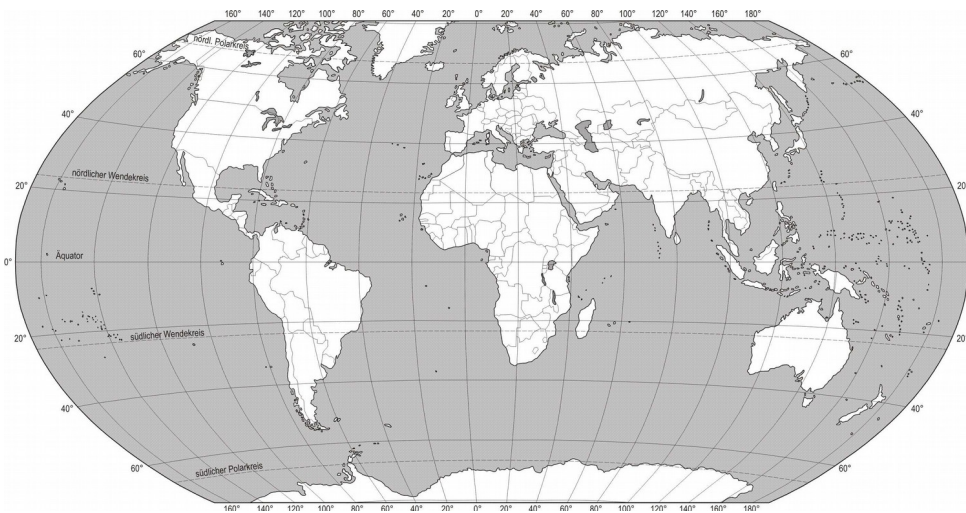 160° 140° 120° 100° 80° 60° 40° 20° 0° 20° 40° 60° 80° 100° 120° 140° 160° 180°
nördl. Polarkreis
60° 60°
40° 40°
nördlicher Wendekreis
20° 20
0° Äquator 0°
südlicher Wendekreis
20° 20
40° 40°
südlicher Polarkreis
60° 60°
160° 140° 120° 100° 80° 60° 40° 20° 0° 20° 40° 60° 80° 100° 120° 140° 160° 180°